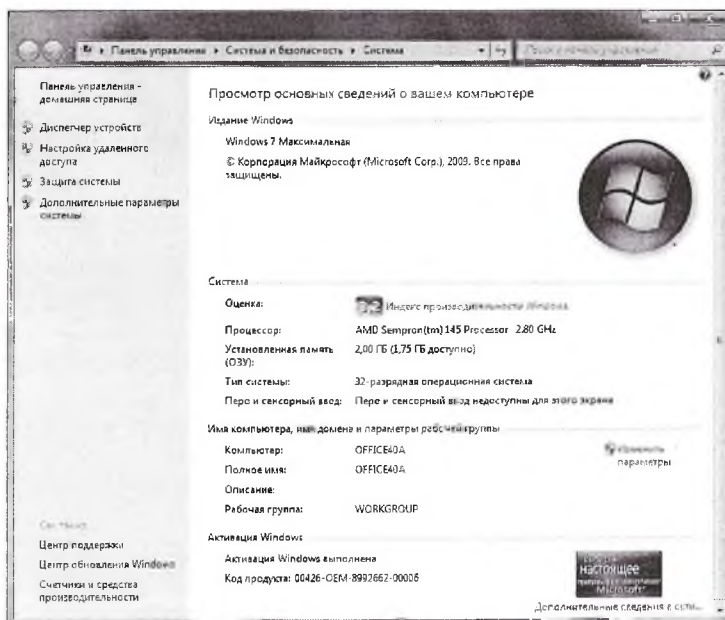 Панель управления ▸ Система и безопасность ▸ Система
Панель управления -
домашняя страница
Диспетчер устройств
Настройка удаленного
доступа
Защита системы
Дополнительные параметры
системы
Просмотр основных сведений о вашем компьютере
Издание Windows
Windows 7 Максимальная
© Корпорация Майкрософт (Microsoft Corp.), 2009. Все права
защищены.
Система
Оценка: 3,2 Индекс производительности Windows
Процессор: AMD Sempron(tm) 145 Processor 2.80 GHz
Установленная память
(ОЗУ): 2,00 ГБ (1,75 ГБ доступно)
Тип системы: 32-разрядная операционная система
Перо и сенсорный ввод: Перо и сенсорный ввод недоступны для этого экрана
Имя компьютера, имя домена и параметры рабочей группы
Компьютер: OFFICE40A
Изменить
параметры
Полное имя: OFFICE40A
Описание:
Рабочая группа: WORKGROUP
Активация Windows
Активация Windows выполнена
Код продукта: 00426-OEM-8992662-00006
настоящее
Microsoft
Дополнительные сведения в сети...
См. также
Центр поддержки
Центр обновления Windows
Счетчики и средства
производительности